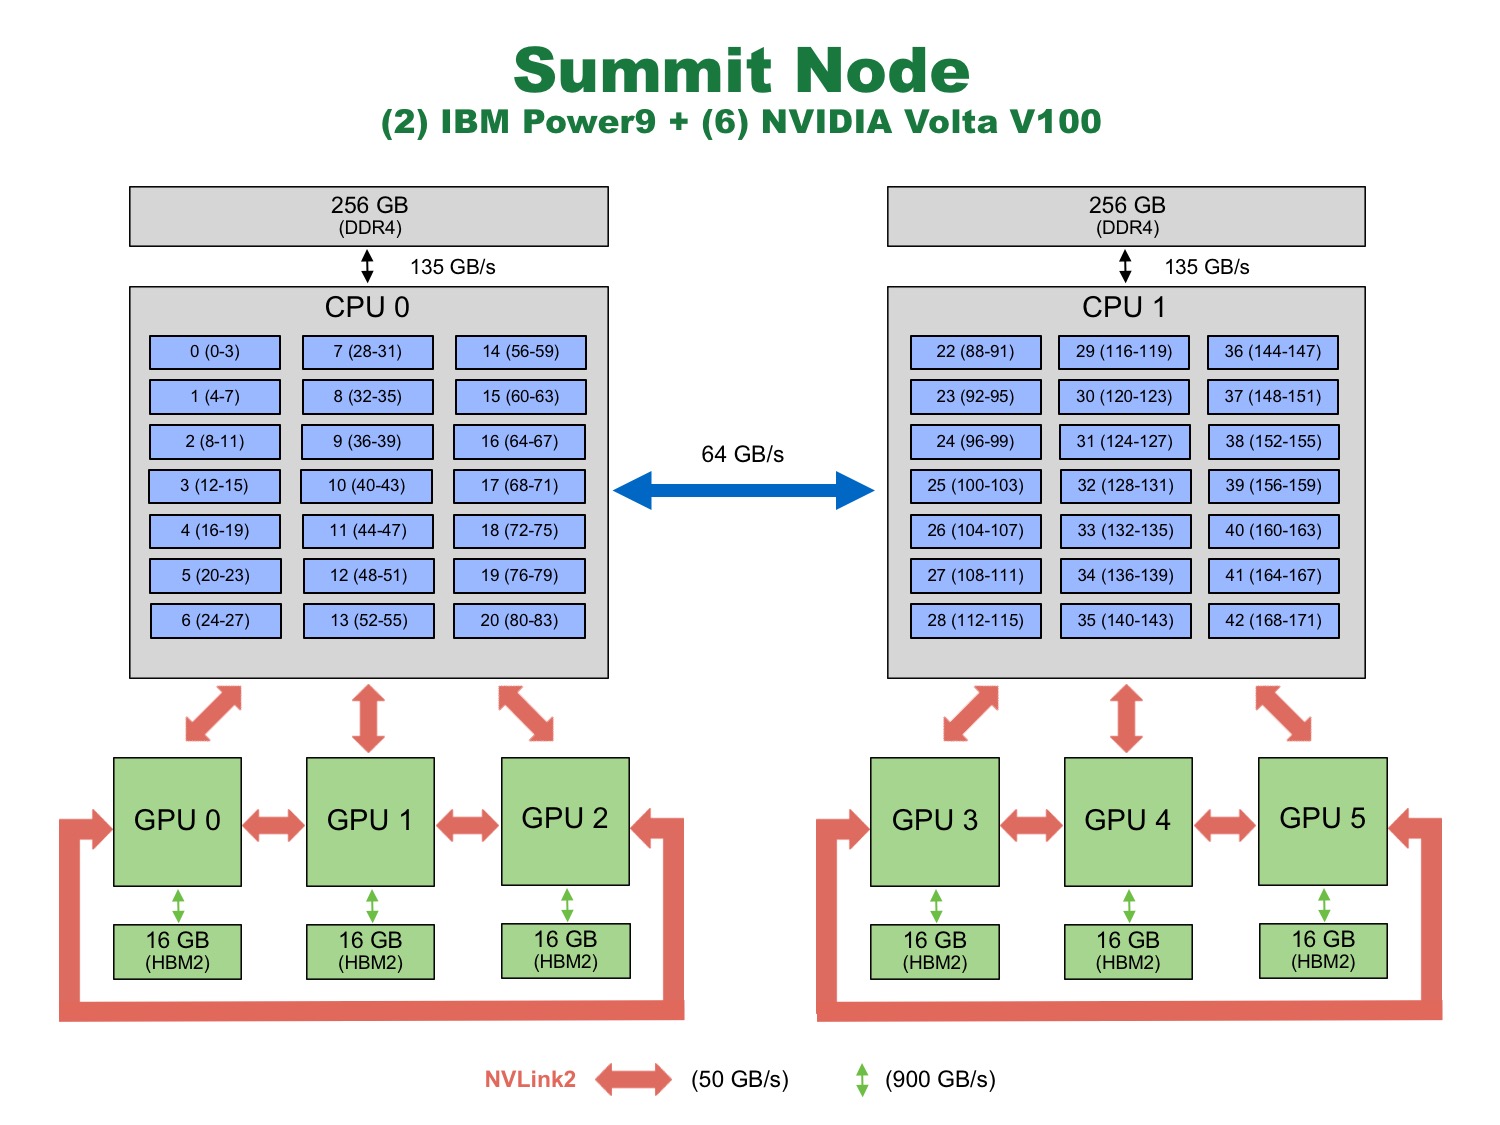 Summit Node
(2) IBM Power9 + (6) NVIDIA Volta V100
256 GB
(DDR4)
256 GB
(DDR4)
135 GB/s
135 GB/s
CPU 0
0 (0-3)
7 (28-31)
14 (56-59)
1 (4-7)
8 (32-35)
15 (60-63)
2 (8-11)
9 (36-39)
16 (64-67)
3 (12-15)
10 (40-43)
17 (68-71)
4 (16-19)
11 (44-47)
18 (72-75)
5 (20-23)
12 (48-51)
19 (76-79)
6 (24-27)
13 (52-55)
20 (80-83)
64 GB/s
CPU 1
22 (88-91)
29 (116-119)
36 (144-147)
23 (92-95)
30 (120-123)
37 (148-151)
24 (96-99)
31 (124-127)
38 (152-155)
25 (100-103)
32 (128-131)
39 (156-159)
26 (104-107)
33 (132-135)
40 (160-163)
27 (108-111)
34 (136-139)
41 (164-167)
28 (112-115)
35 (140-143)
42 (168-171)
GPU 0
GPU 1
GPU 2
GPU 3
GPU 4
GPU 5
16 GB
(HBM2)
16 GB
(HBM2)
16 GB
(HBM2)
16 GB
(HBM2)
16 GB
(HBM2)
16 GB
(HBM2)
NVLink2
(50 GB/s)
(900 GB/s)